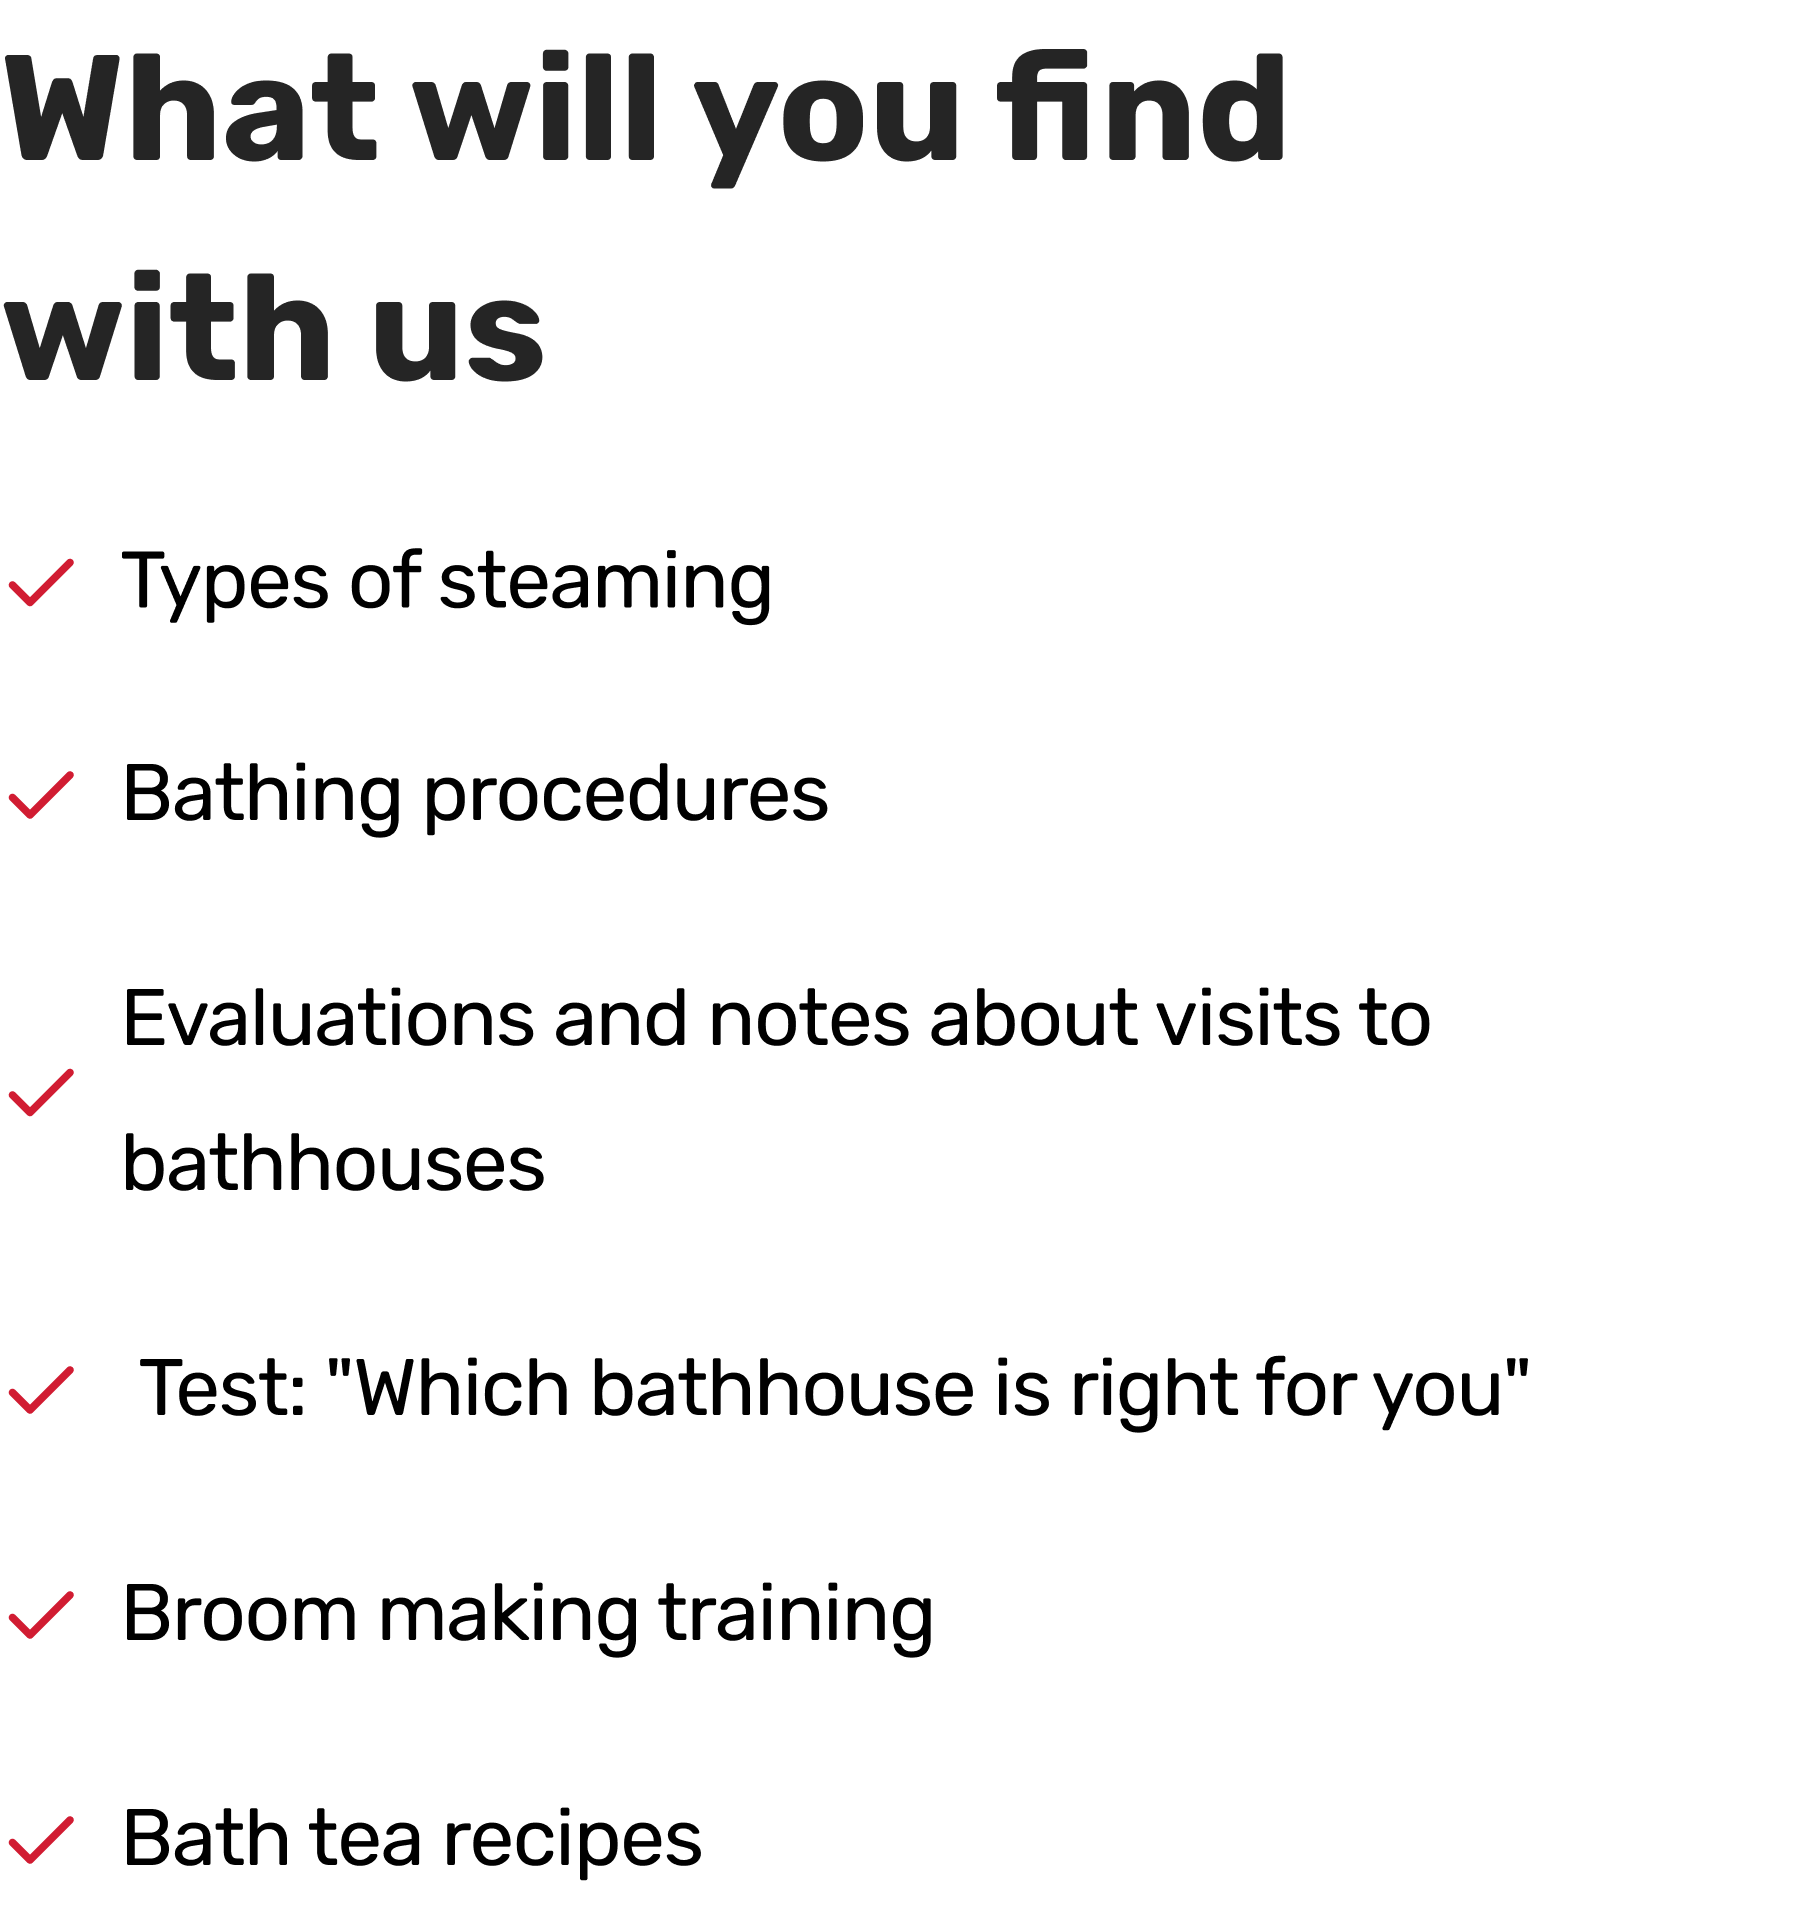 What will you find
with us
Types of steaming
Bathing procedures
Evaluations and notes about visits to
bathhouses
Test: "Which bathhouse is right for you"
Broom making training
Bath tea recipes